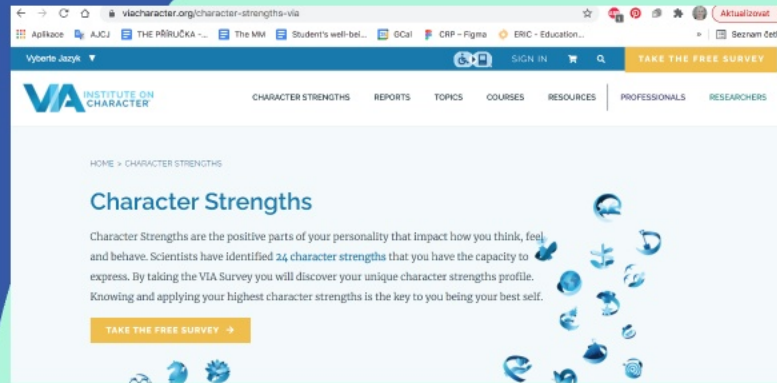 viacharacter.org/character-strengths-via
Aktualizovat
Aplikace AJCJ THE PŘÍRUČKA -... The MM Student's well-bei... GCal CRP – Figma ERIC - Education... » Seznam čet
Vyberte Jazyk ▼ SIGN IN TAKE THE FREE SURVEY
VIA INSTITUTE ON CHARACTER
CHARACTER STRENGTHS REPORTS TOPICS COURSES RESOURCES PROFESSIONALS RESEARCHERS
HOME > CHARACTER STRENGTHS
Character Strengths
Character Strengths are the positive parts of your personality that impact how you think, feel
and behave. Scientists have identified 24 character strengths that you have the capacity to
express. By taking the VIA Survey you will discover your unique character strengths profile.
Knowing and applying your highest character strengths is the key to you being your best self.
TAKE THE FREE SURVEY →